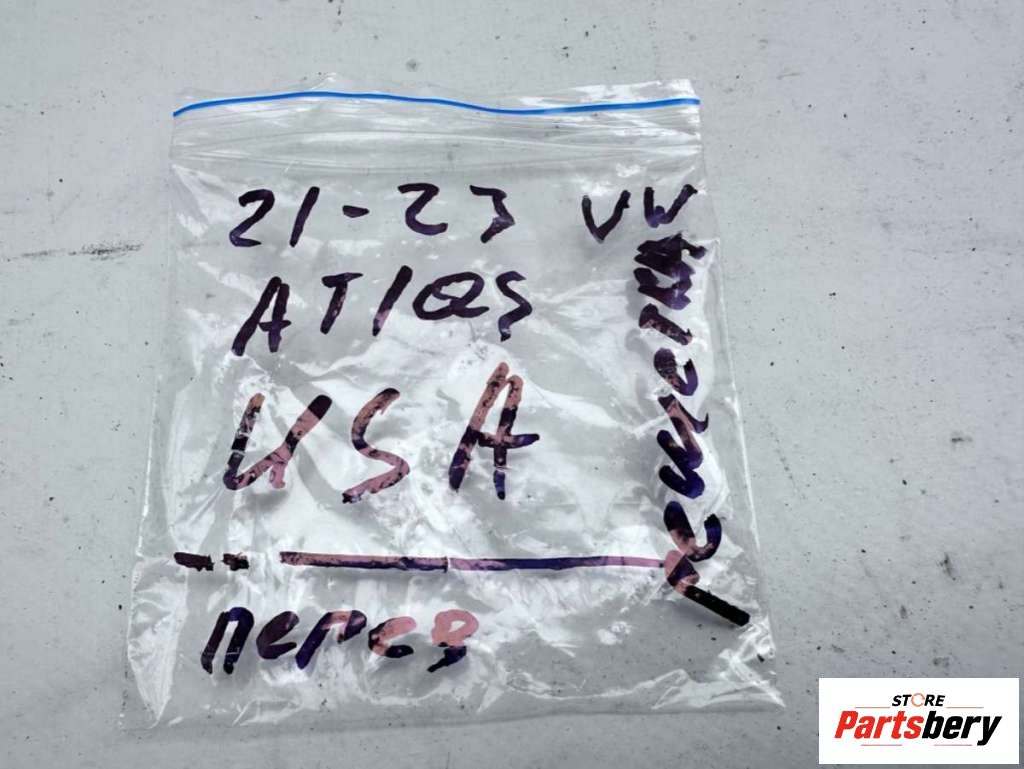 21-23 VW
ATlaS
USA
перед
решетка
STORE
Partsbery